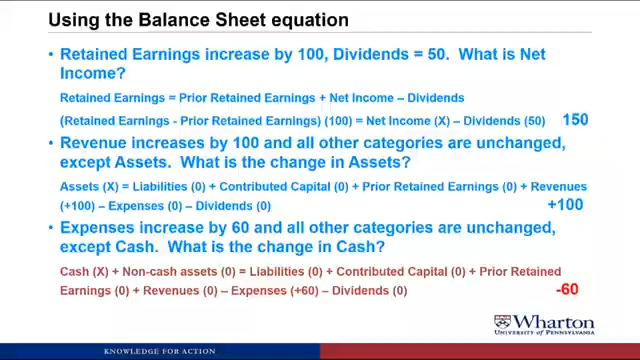 Using the Balance Sheet equation
• Retained Earnings increase by 100, Dividends = 50. What is Net
Income?
Retained Earnings = Prior Retained Earnings + Net Income – Dividends
(Retained Earnings - Prior Retained Earnings) (100) = Net Income (X) – Dividends (50) 150
• Revenue increases by 100 and all other categories are unchanged,
except Assets. What is the change in Assets?
Assets (X) = Liabilities (0) + Contributed Capital (0) + Prior Retained Earnings (0) + Revenues
(+100) – Expenses (0) – Dividends (0) +100
• Expenses increase by 60 and all other categories are unchanged,
except Cash. What is the change in Cash?
Cash (X) + Non-cash assets (0) = Liabilities (0) + Contributed Capital (0) + Prior Retained
Earnings (0) + Revenues (0) – Expenses (+60) – Dividends (0) -60
Wharton
UNIVERSITY of PENNSYLVANIA
KNOWLEDGE FOR ACTION